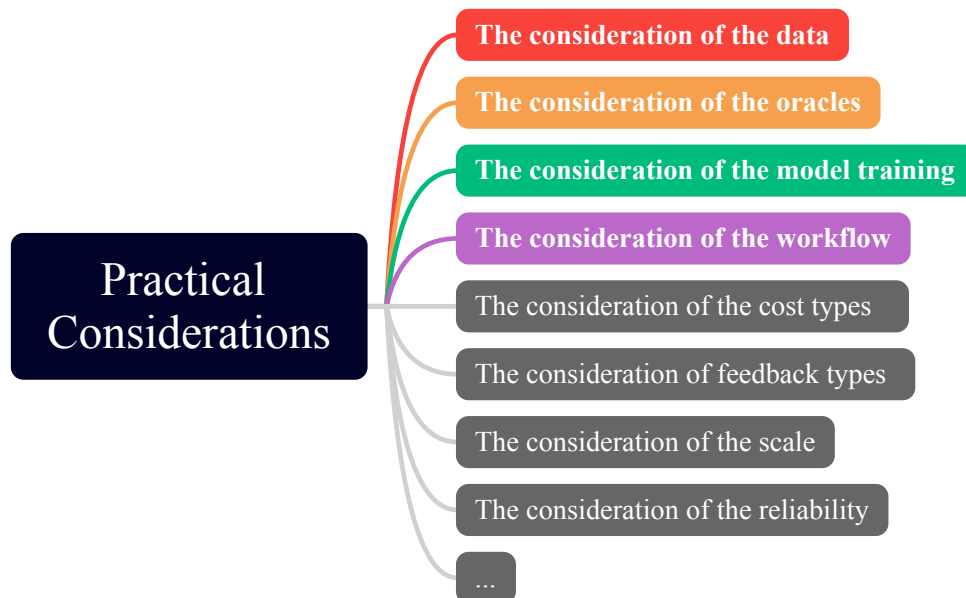 The consideration of the data
The consideration of the oracles
The consideration of the model training
The consideration of the workflow
Practical
Considerations
The consideration of the cost types
The consideration of feedback types
The consideration of the scale
The consideration of the reliability
...